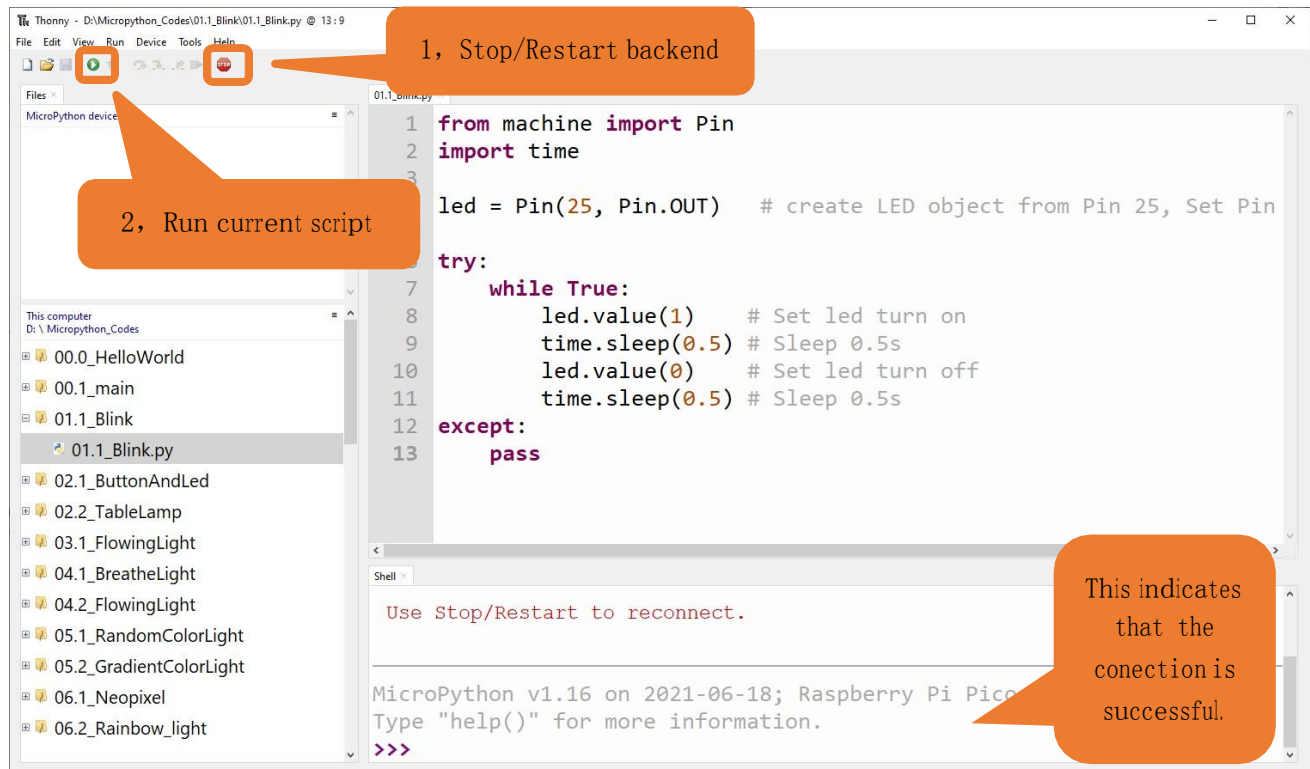 Thonny - D:\Micropython_Codes\01.1_Blink\01.1_Blink.py @ 13 : 9
File Edit View Run Device Tools Help
1, Stop/Restart backend
STOP
Files
MicroPython device
2, Run current script
This computer
D: \ Micropython_Codes
00.0_HelloWorld
00.1_main
01.1_Blink
01.1_Blink.py
02.1_ButtonAndLed
02.2_TableLamp
03.1_FlowingLight
04.1_BreatheLight
04.2_FlowingLight
05.1_RandomColorLight
05.2_GradientColorLight
06.1_Neopixel
06.2_Rainbow_light
01.1_Blink.py
1 from machine import Pin
2 import time
3
led = Pin(25, Pin.OUT) # create LED object from Pin 25, Set Pin
try:
7 while True:
8 led.value(1) # Set led turn on
9 time.sleep(0.5) # Sleep 0.5s
10 led.value(0) # Set led turn off
11 time.sleep(0.5) # Sleep 0.5s
12 except:
13 pass
Shell
Use Stop/Restart to reconnect.
MicroPython v1.16 on 2021-06-18; Raspberry Pi Pico
Type "help()" for more information.
>>>
This indicates
that the
conection is
successful.